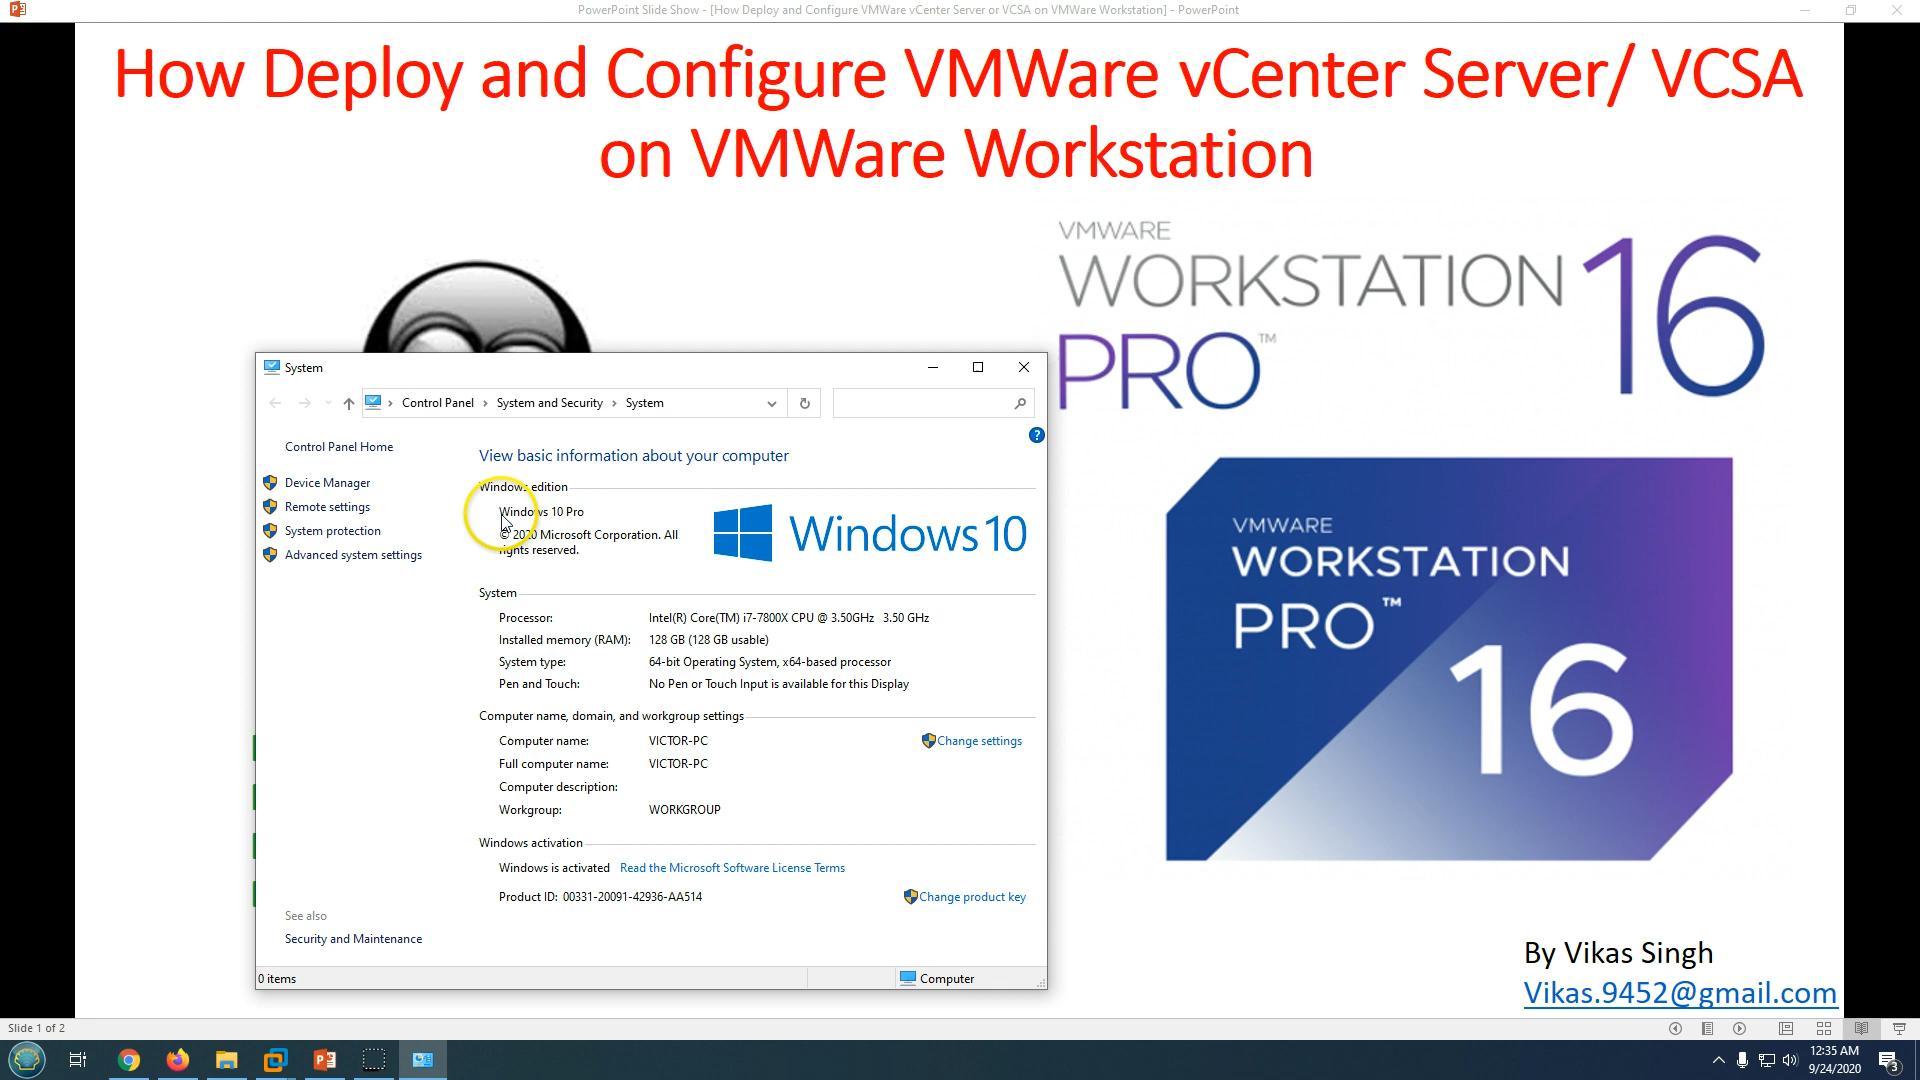 PowerPoint Slide Show - [How Deploy and Configure VMWare vCenter Server or VCSA on VMWare Workstation] - PowerPoint
How Deploy and Configure VMWare vCenter Server/ VCSA
on VMWare Workstation
VMWARE
WORKSTATION 16
PRO™
VMWARE
WORKSTATION
PRO™
16
System
Control Panel > System and Security > System
Control Panel Home
Device Manager
Remote settings
System protection
Advanced system settings
See also
Security and Maintenance
View basic information about your computer
Windows edition
Windows 10 Pro
© 2020 Microsoft Corporation. All
rights reserved.
Windows 10
System
Processor: Intel(R) Core(TM) i7-7800X CPU @ 3.50GHz 3.50 GHz
Installed memory (RAM): 128 GB (128 GB usable)
System type: 64-bit Operating System, x64-based processor
Pen and Touch: No Pen or Touch Input is available for this Display
Computer name, domain, and workgroup settings
Computer name: VICTOR-PC
Change settings
Full computer name: VICTOR-PC
Computer description:
Workgroup: WORKGROUP
Windows activation
Windows is activated Read the Microsoft Software License Terms
Product ID: 00331-20091-42936-AA514
Change product key
0 items
Computer
By Vikas Singh
Vikas.9452@gmail.com
Slide 1 of 2
12:35 AM
9/24/2020
3